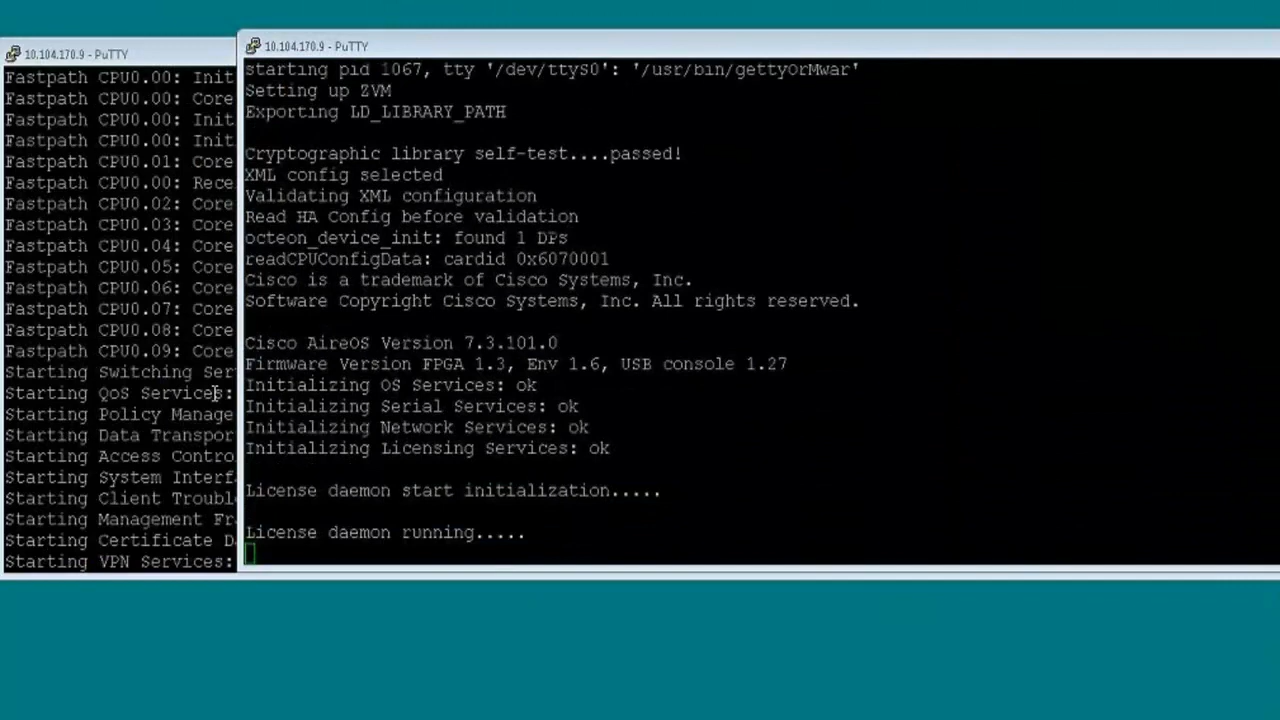 10.104.170.9 - PuTTY
Fastpath CPU0.00: Init
Fastpath CPU0.00: Core
Fastpath CPU0.00: Init
Fastpath CPU0.00: Init
Fastpath CPU0.01: Core
Fastpath CPU0.00: Rece
Fastpath CPU0.02: Core
Fastpath CPU0.03: Core
Fastpath CPU0.04: Core
Fastpath CPU0.05: Core
Fastpath CPU0.06: Core
Fastpath CPU0.07: Core
Fastpath CPU0.08: Core
Fastpath CPU0.09: Core
Starting Switching Ser
Starting QoS Services:
Starting Policy Manage
Starting Data Transpor
Starting Access Contro
Starting System Interf
Starting Client Troubl
Starting Management Fr
Starting Certificate D
Starting VPN Services:
10.104.170.9 - PuTTY
starting pid 1067, tty '/dev/ttyS0': '/usr/bin/gettyOrMwar'
Setting up ZVM
Exporting LD_LIBRARY_PATH
Cryptographic library self-test....passed!
XML config selected
Validating XML configuration
Read HA Config before validation
octeon_device_init: found 1 DPs
readCPUConfigData: cardid 0x6070001
Cisco is a trademark of Cisco Systems, Inc.
Software Copyright Cisco Systems, Inc. All rights reserved.
Cisco AireOS Version 7.3.101.0
Firmware Version FPGA 1.3, Env 1.6, USB console 1.27
Initializing OS Services: ok
Initializing Serial Services: ok
Initializing Network Services: ok
Initializing Licensing Services: ok
License daemon start initialization.....
License daemon running.....